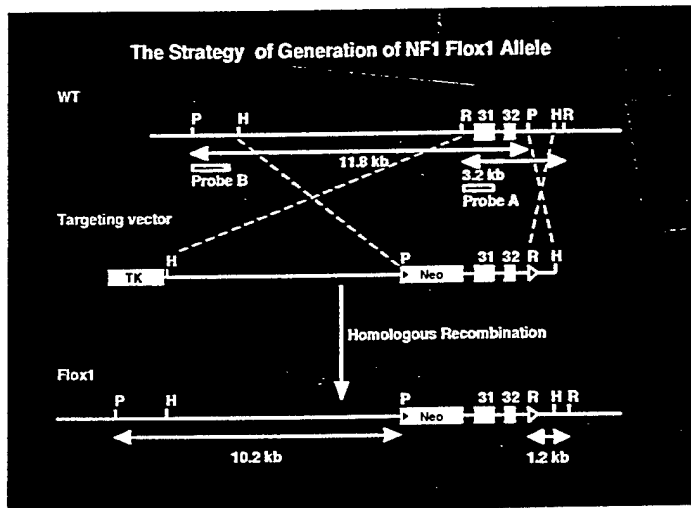 The Strategy of Generation of NF1 Flox1 Allele
WT
P H R 31 32 P H R
11.8 kb
3.2 kb
Probe B
Probe A
Targeting vector
H P 31 32 R H
TK Neo
Homologous Recombination
Flox1
P H P 31 32 R H R
Neo
10.2 kb 1.2 kb